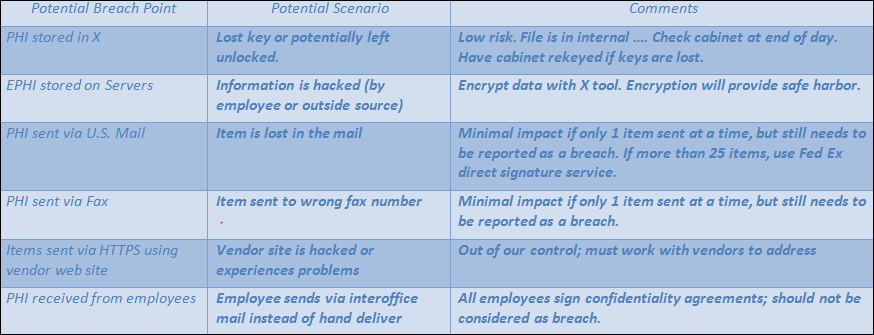 Potential Breach Point
Potential Scenario
Comments
PHI stored in X
Lost key or potentially left
unlocked.
Low risk. File is in internal .... Check cabinet at end of day.
Have cabinet rekeyed if keys are lost.
EPHI stored on Servers
Information is hacked (by
employee or outside source)
Encrypt data with X tool. Encryption will provide safe harbor.
PHI sent via U.S. Mail
Item is lost in the mail
Minimal impact if only 1 item sent at a time, but still needs to
be reported as a breach. If more than 25 items, use Fed Ex
direct signature service.
PHI sent via Fax
Item sent to wrong fax number
.
Minimal impact if only 1 item sent at a time, but still needs to
be reported as a breach.
Items sent via HTTPS using
vendor web site
Vendor site is hacked or
experiences problems
Out of our control; must work with vendors to address
PHI received from employees
Employee sends via interoffice
mail instead of hand deliver
All employees sign confidentiality agreements; should not be
considered as breach.